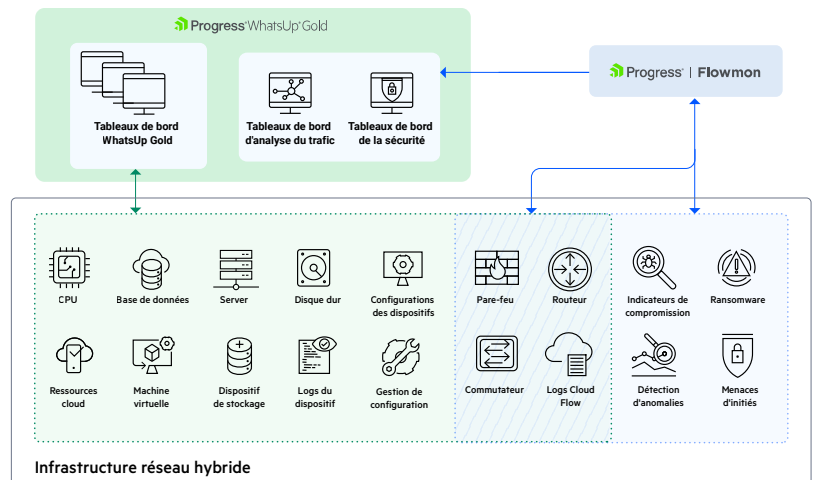 Progress® WhatsUp® Gold
Tableaux de bord
WhatsUp Gold
Tableaux de bord
d'analyse du trafic
Tableaux de bord
de la sécurité
Progress® | Flowmon
CPU
Base de données
Server
Disque dur
Configurations
des dispositifs
Pare-feu
Routeur
Indicateurs de
compromission
Ransomware
Ressources
cloud
Machine
virtuelle
Dispositif
de stockage
Logs du
dispositif
Gestion de
configuration
Commutateur
Logs Cloud
Flow
Détection
d'anomalies
Menaces
d'initiés
Infrastructure réseau hybride